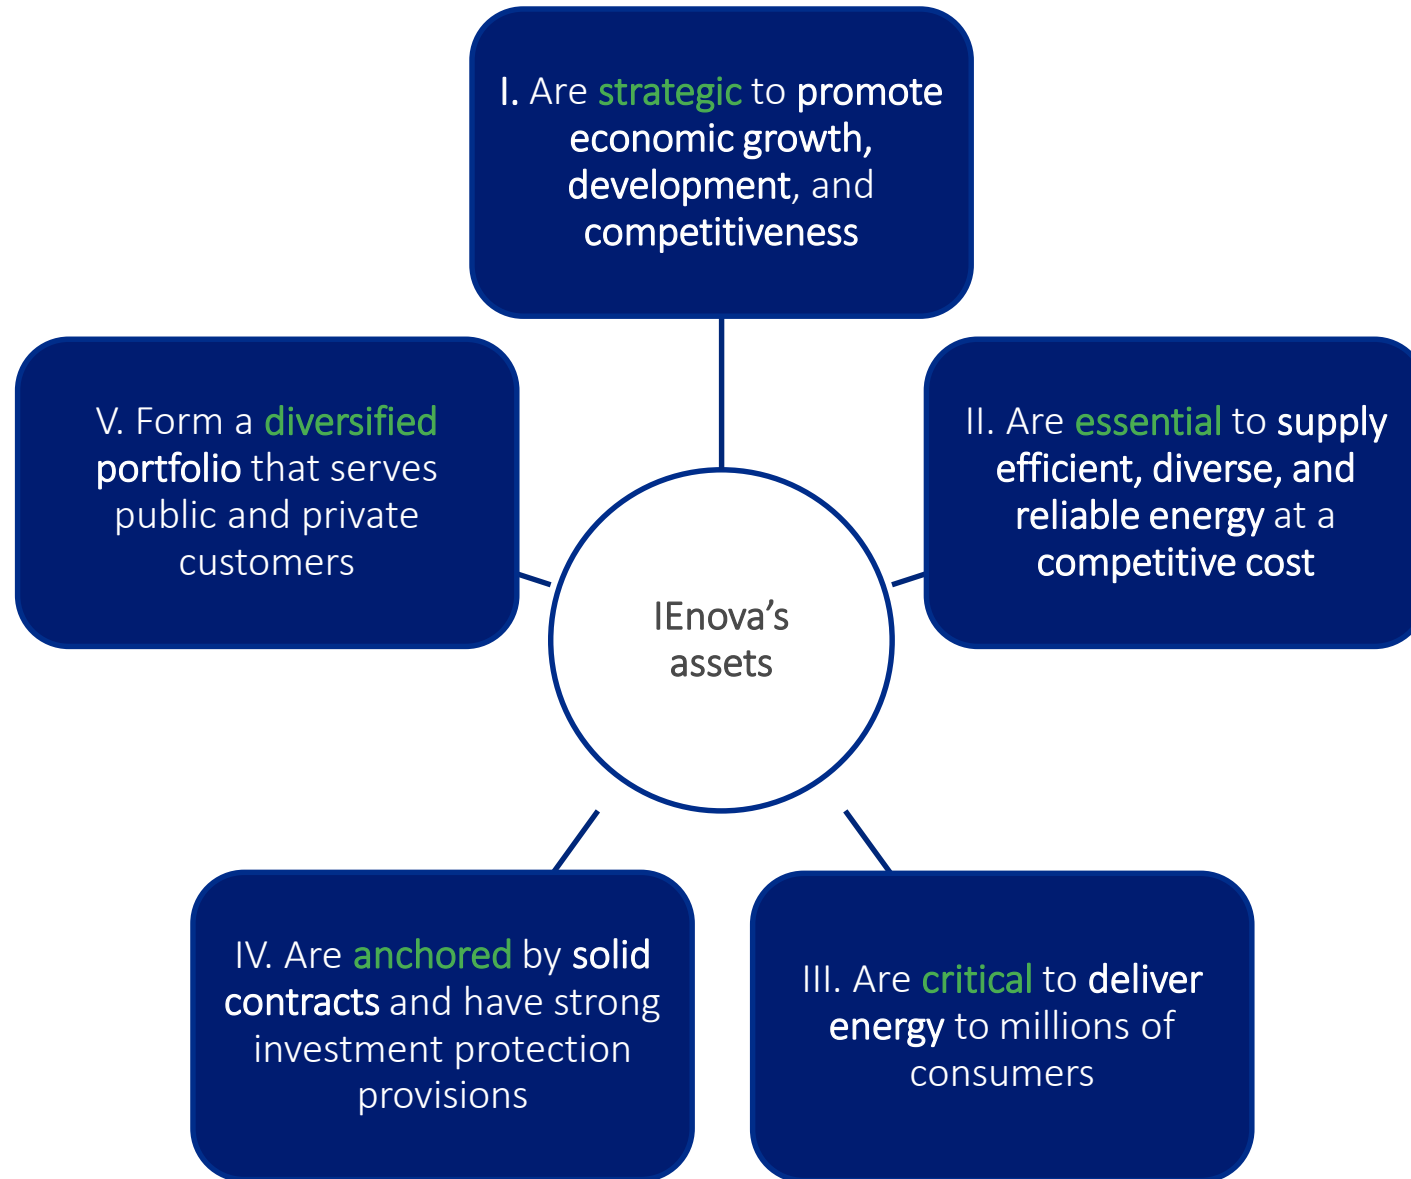 I. Are strategic to promote
economic growth,
development, and
competitiveness
II. Are essential to supply
efficient, diverse, and
reliable energy at a
competitive cost
III. Are critical to deliver
energy to millions of
consumers
IV. Are anchored by solid
contracts and have strong
investment protection
provisions
V. Form a diversified
portfolio that serves
public and private
customers
IEnova’s
assets